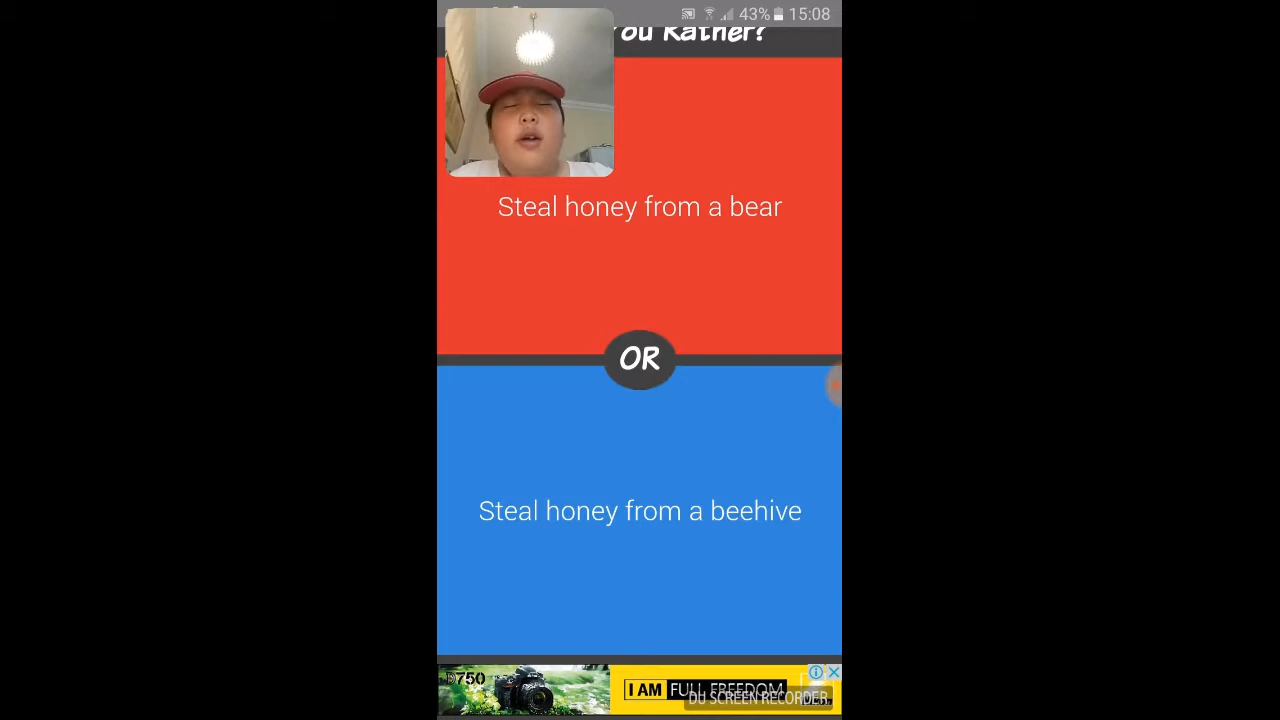 43% 15:08
You Rather?
Steal honey from a bear
OR
Steal honey from a beehive
D750
I AM FULL FREEDOM
DU SCREEN RECORDER